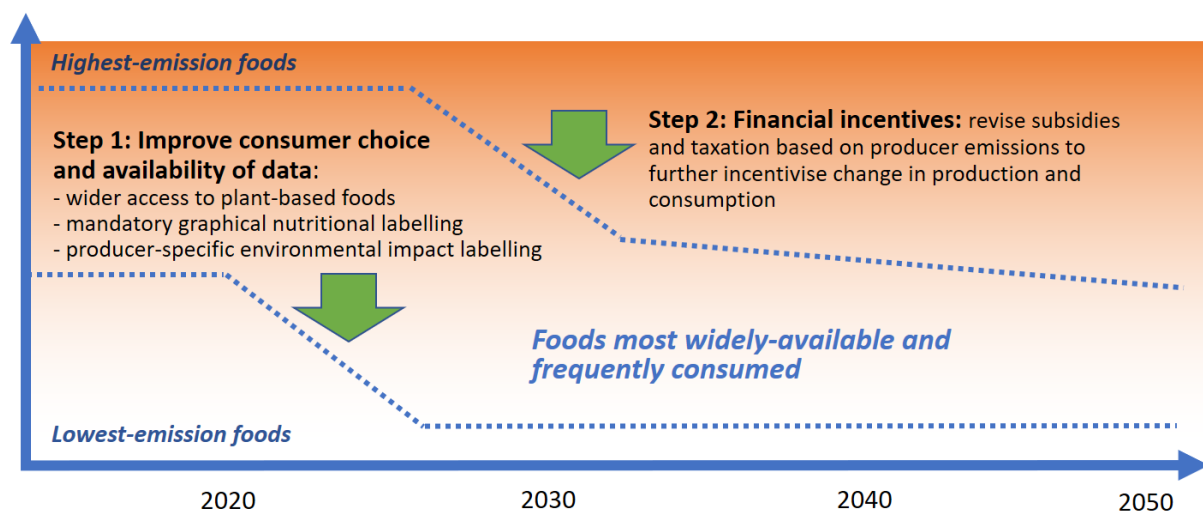 Highest-emission foods
Step 1: Improve consumer choice
and availability of data:
- wider access to plant-based foods
- mandatory graphical nutritional labelling
- producer-specific environmental impact labelling
Step 2: Financial incentives: revise subsidies
and taxation based on producer emissions to
further incentivise change in production and
consumption
Foods most widely-available and
frequently consumed
Lowest-emission foods
2020
2030
2040
2050